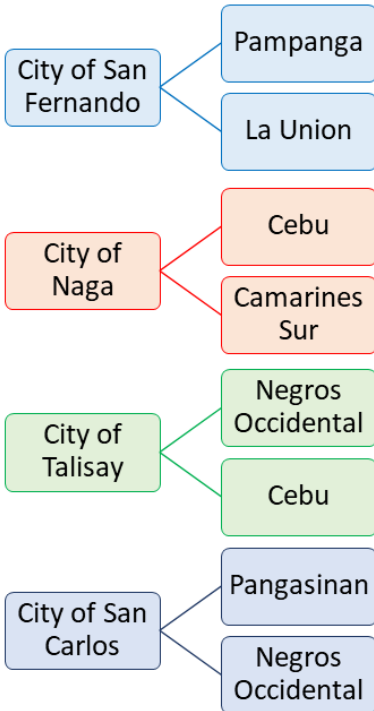 City of San
Fernando
Pampanga
La Union
City of
Naga
Cebu
Camarines
Sur
City of
Talisay
Negros
Occidental
Cebu
City of San
Carlos
Pangasinan
Negros
Occidental